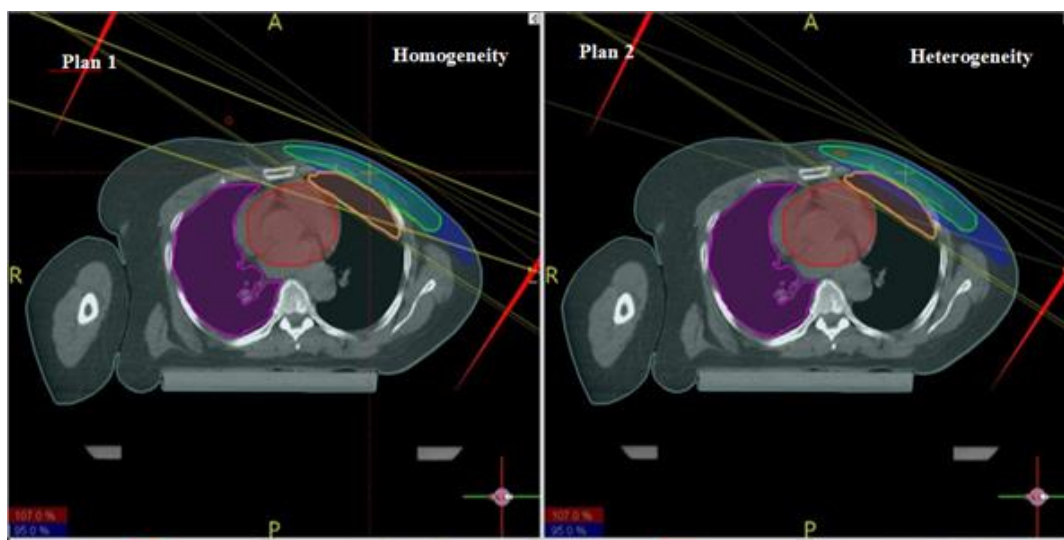 A
Plan 1
Homogeneity
R
L
107.0 %
95.0 %
P
A
Plan 2
Heterogeneity
R
107.0 %
95.0 %
P